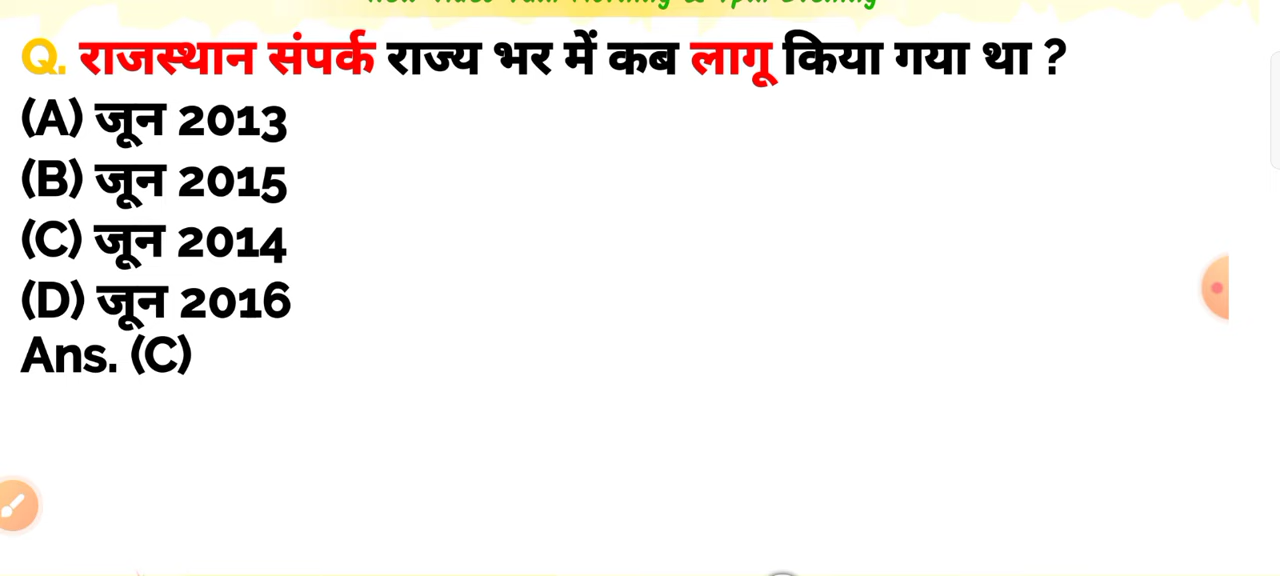 Q. राजस्थान संपर्क राज्य भर में कब लागू किया गया था ?
(A) जून 2013
(B) जून 2015
(C) जून 2014
(D) जून 2016
Ans. (C)